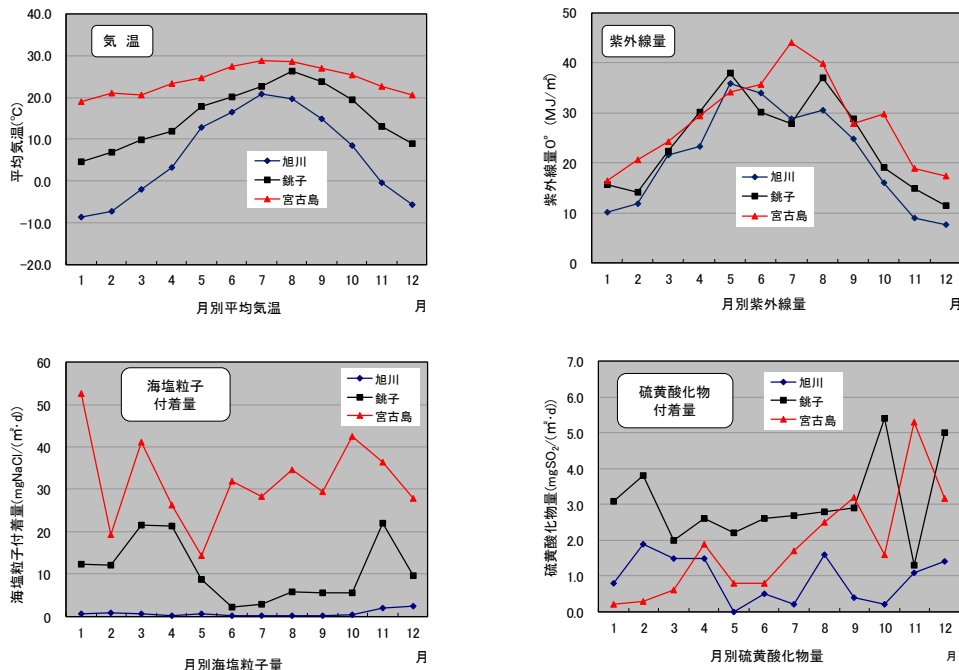 気 温
平均気温(℃)
40.0
30.0
20.0
10.0
0.0
−10.0
−20.0
旭川
銚子
宮古島
1 2 3 4 5 6 7 8 9 10 11 12
月別平均気温
月
紫外線量
紫外線量0° (MJ/㎡)
50
40
30
20
10
0
旭川
銚子
宮古島
1 2 3 4 5 6 7 8 9 10 11 12
月別紫外線量
月
海塩粒子
付着量
海塩粒子付着量(mgNaCl/(㎡·d))
60
50
40
30
20
10
0
旭川
銚子
宮古島
1 2 3 4 5 6 7 8 9 10 11 12
月別海塩粒子量
月
硫黄酸化物
付着量
硫黄酸化物量(mgSO₂/(㎡·d))
7.0
6.0
5.0
4.0
3.0
2.0
1.0
0.0
旭川
銚子
宮古島
1 2 3 4 5 6 7 8 9 10 11 12
月別硫黄酸化物量
月